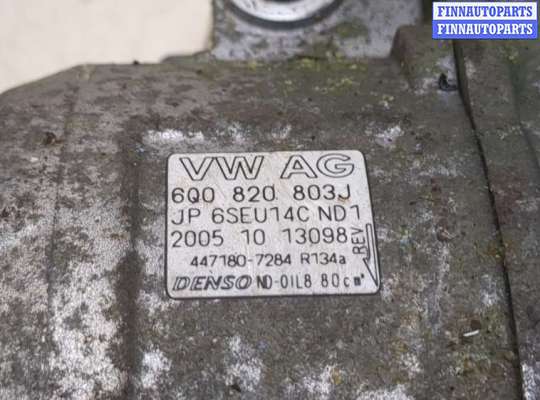 FINNAUTOPARTS
FINNAUTOPARTS
VW AG
6Q0 820 803J
JP 6SEU14C ND1
2005 10 13098
REV
447180-7284 R134a
DENSO ND-OIL8 80cm³